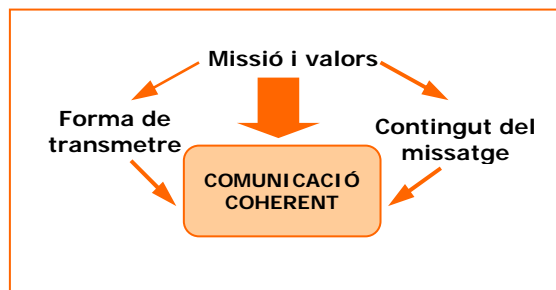 Missió i valors
Forma de
transmetre
Contingut del
missatge
COMUNICACIÓ
COHERENT